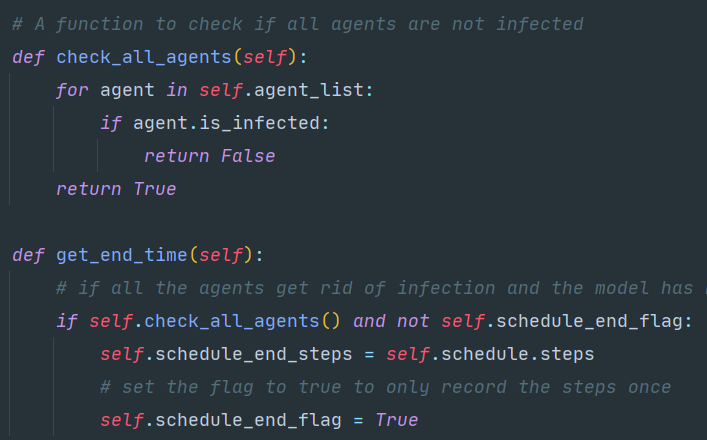 # A function to check if all agents are not infected
def check_all_agents(self):
    for agent in self.agent_list:
        if agent.is_infected:
            return False
    return True

def get_end_time(self):
    # if all the agents get rid of infection and the model has
    if self.check_all_agents() and not self.schedule_end_flag:
        self.schedule_end_steps = self.schedule.steps
        # set the flag to true to only record the steps once
        self.schedule_end_flag = True